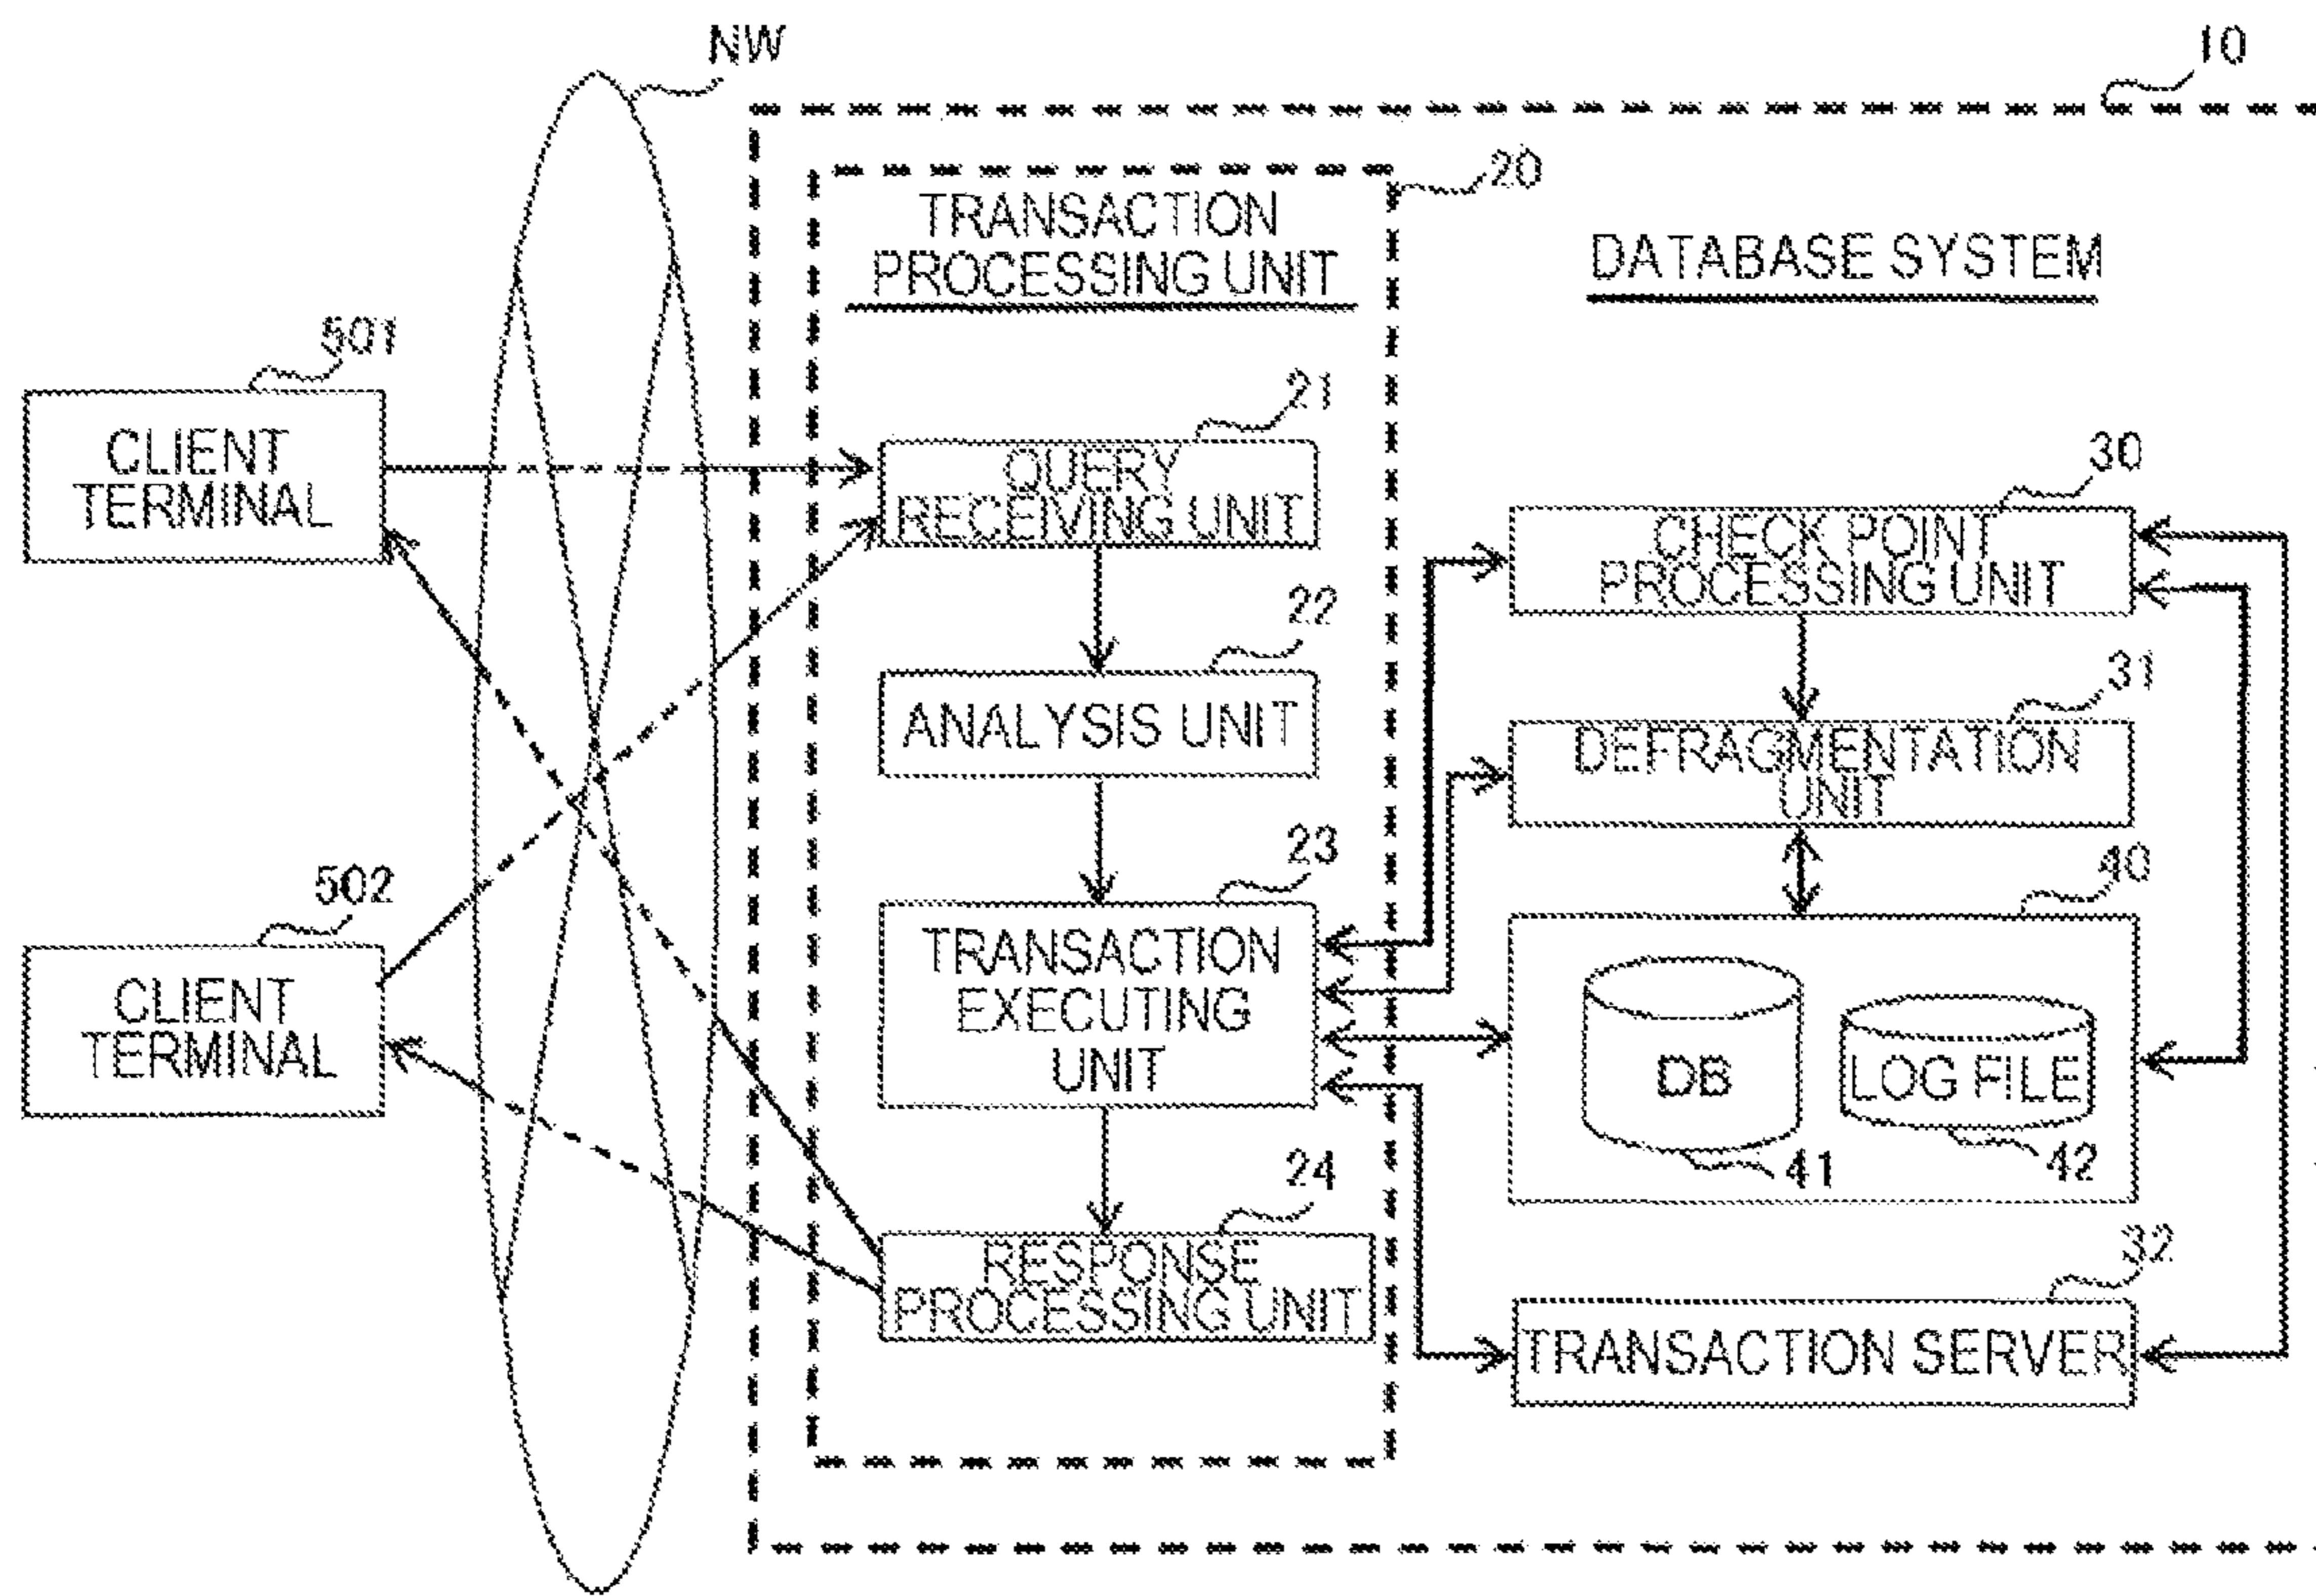 NW
10
20
TRANSACTION
PROCESSING UNIT
DATABASE SYSTEM
501
CLIENT
TERMINAL
21
QUERY
RECEIVING UNIT
30
CHECK POINT
PROCESSING UNIT
22
ANALYSIS UNIT
31
DEFRAGMENTATION
UNIT
502
CLIENT
TERMINAL
23
TRANSACTION
EXECUTING
UNIT
40
DB
LOG FILE
41
42
24
RESPONSE
PROCESSING UNIT
32
TRANSACTION SERVER